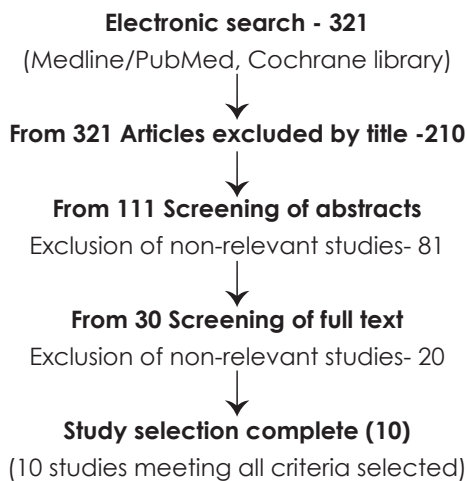 Electronic search - 321
(Medline/PubMed, Cochrane library)
From 321 Articles excluded by title -210
From 111 Screening of abstracts
Exclusion of non-relevant studies- 81
From 30 Screening of full text
Exclusion of non-relevant studies- 20
Study selection complete (10)
(10 studies meeting all criteria selected)